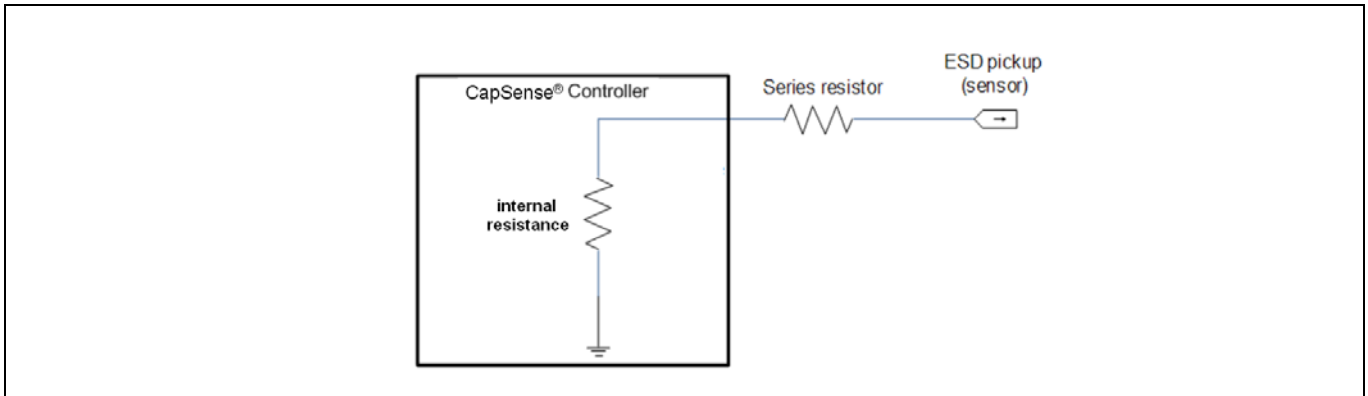 CapSense® Controller
Series resistor
ESD pickup
(sensor)
internal
resistance